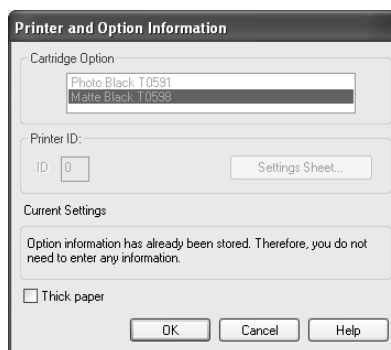 Printer and Option Information
Cartridge Option
Photo Black T0591
Matte Black T0598
Printer ID:
ID 0 Settings Sheet...
Current Settings
Option information has already been stored. Therefore, you do not
need to enter any information.
Thick paper
OK Cancel Help